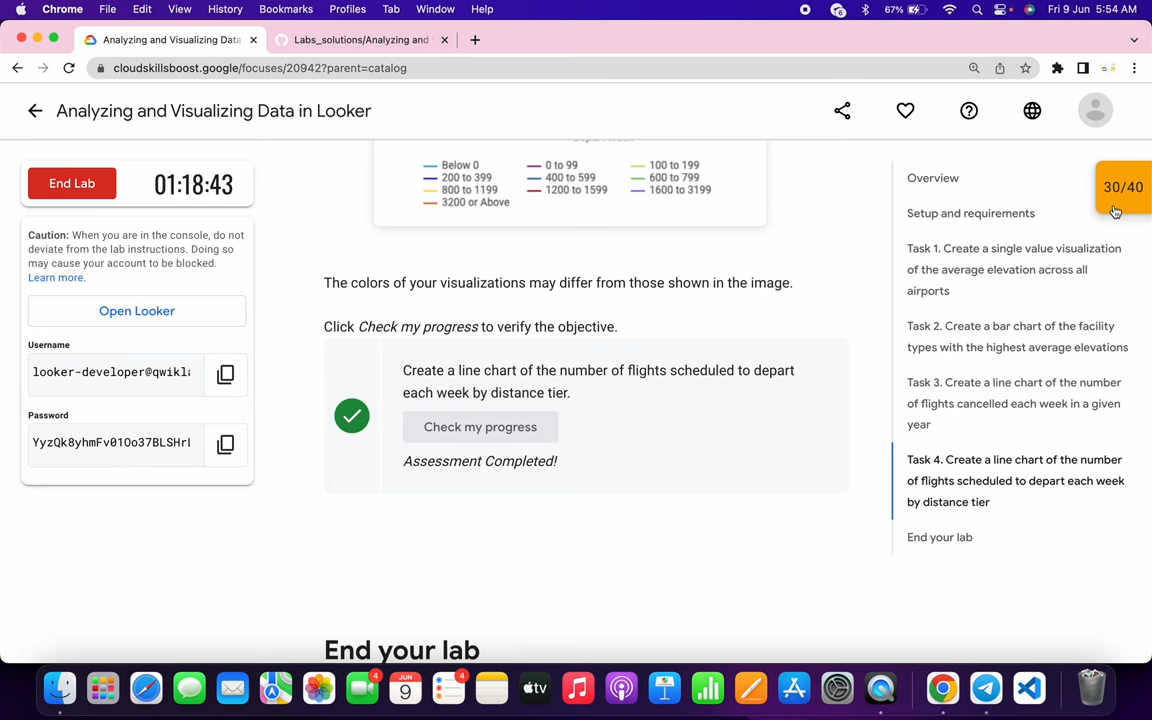 Chrome File Edit View History Bookmarks Profiles Tab Window Help 67% Fri 9 Jun 5:54 AM
Analyzing and Visualizing Data
Labs_solutions/Analyzing and
cloudskillsboost.google/focuses/20942?parent=catalog
Analyzing and Visualizing Data in Looker
End Lab
01:18:43
Caution: When you are in the console, do not
deviate from the lab instructions. Doing so
may cause your account to be blocked.
Learn more.
Open Looker
Username
looker-developer@qwikla
Password
YyzQk8yhmFv01Oo37BLSHr
Below 0 0 to 99 100 to 199
200 to 399 400 to 599 600 to 799
800 to 1199 1200 to 1599 1600 to 3199
3200 or Above
The colors of your visualizations may differ from those shown in the image.
Click Check my progress to verify the objective.
Create a line chart of the number of flights scheduled to depart
each week by distance tier.
Check my progress
Assessment Completed!
End your lab
Overview
30/40
Setup and requirements
Task 1. Create a single value visualization
of the average elevation across all
airports
Task 2. Create a bar chart of the facility
types with the highest average elevations
Task 3. Create a line chart of the number
of flights cancelled each week in a given
year
Task 4. Create a line chart of the number
of flights scheduled to depart each week
by distance tier
End your lab
4
JUN
9
4
tv